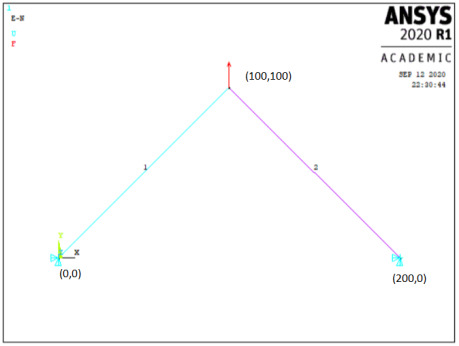 1
E-N
U
F
ANSYS
2020 R1
ACADEMIC
SEP 12 2020
22:30:44
(100,100)
1
2
Y
X
(0,0)
(200,0)